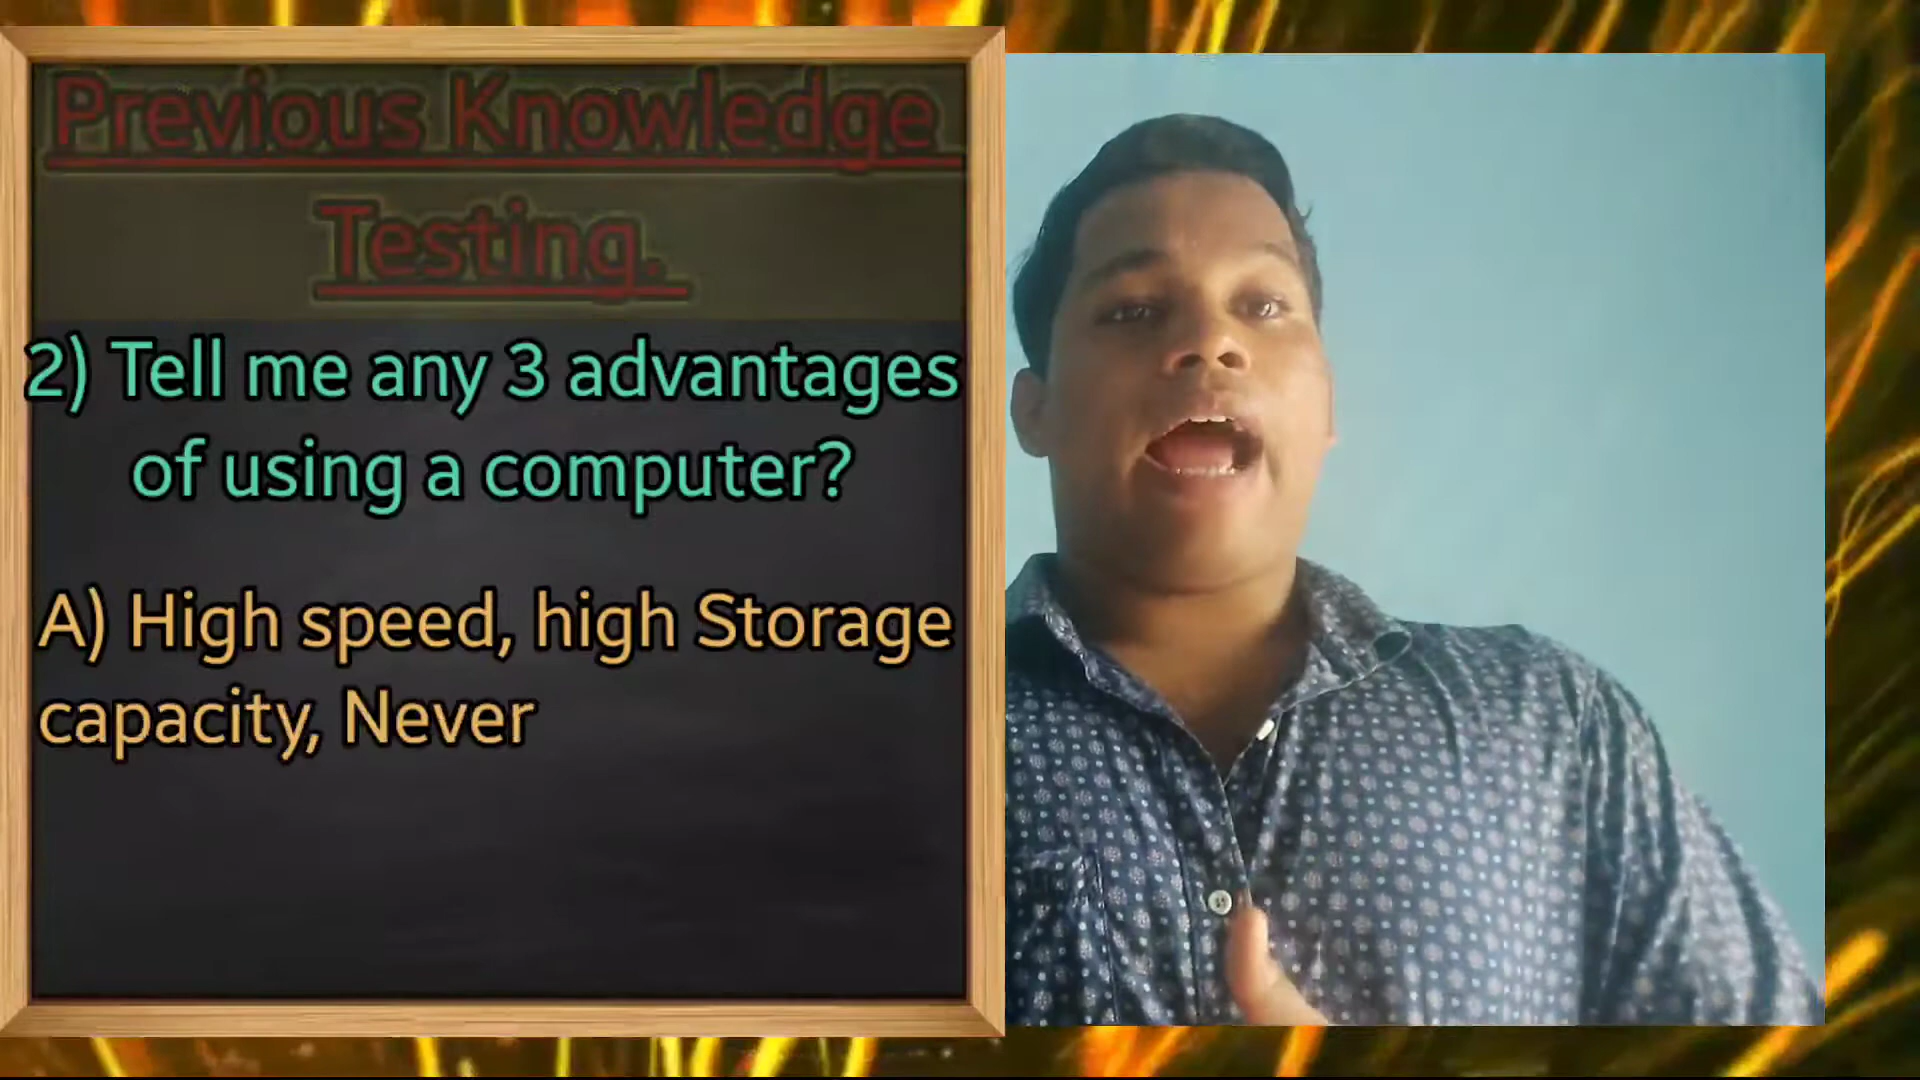 Previous Knowledge
Testing.
2) Tell me any 3 advantages
of using a computer?
A) High speed, high Storage
capacity, Never